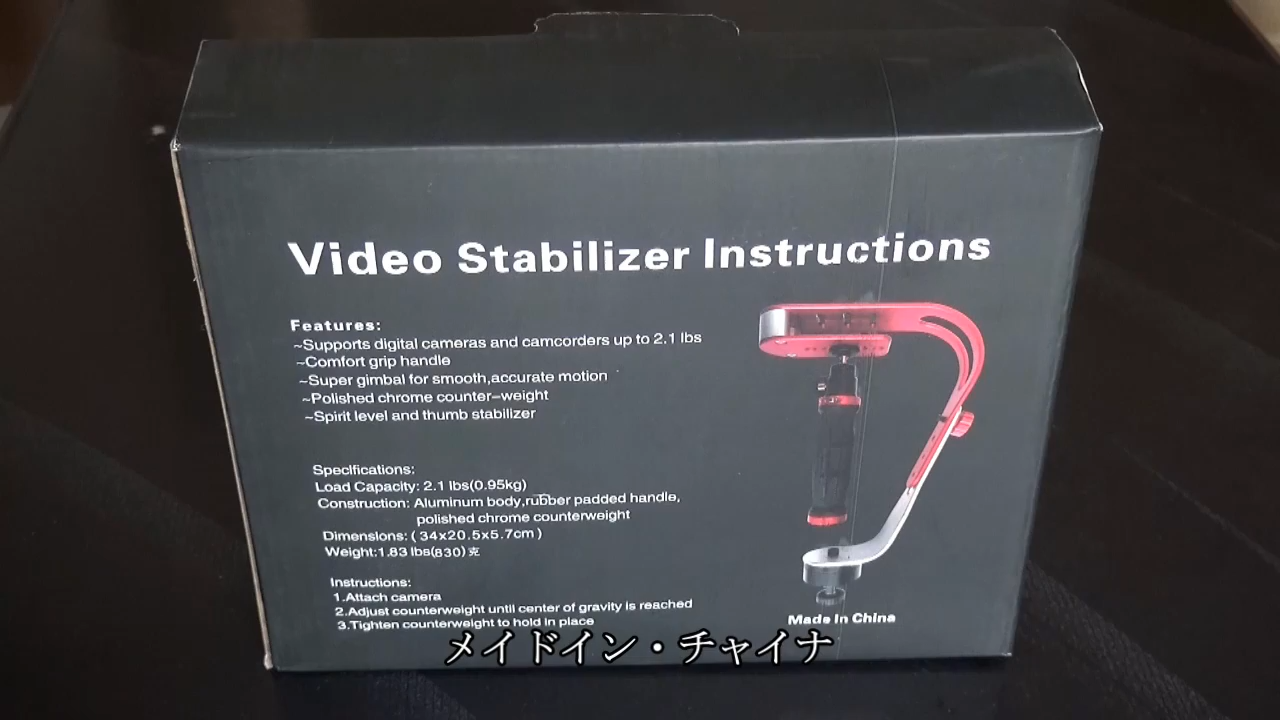 Video Stabilizer Instructions
Features:
~Supports digital cameras and camcorders up to 2.1 lbs
~Comfort grip handle
~Super gimbal for smooth,accurate motion
~Polished chrome counter-weight
~Spirit level and thumb stabilizer
Specifications:
Load Capacity: 2.1 lbs(0.95kg)
Construction: Aluminum body,rubber padded handle,
polished chrome counterweight
Dimensions: ( 34x20.5x5.7cm )
Weight:1.83 lbs(830)克
Instructions:
1.Attach camera
2.Adjust counterweight until center of gravity is reached
3.Tighten counterweight to hold in place
Made In China
メイドイン・チャイナ